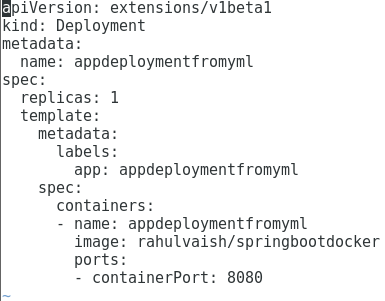 apiVersion: extensions/v1beta1
kind: Deployment
metadata:
  name: appdeploymentfromyml
spec:
  replicas: 1
  template:
    metadata:
      labels:
        app: appdeploymentfromyml
    spec:
      containers:
      - name: appdeploymentfromyml
        image: rahulvaish/springbootdocker
        ports:
        - containerPort: 8080
~